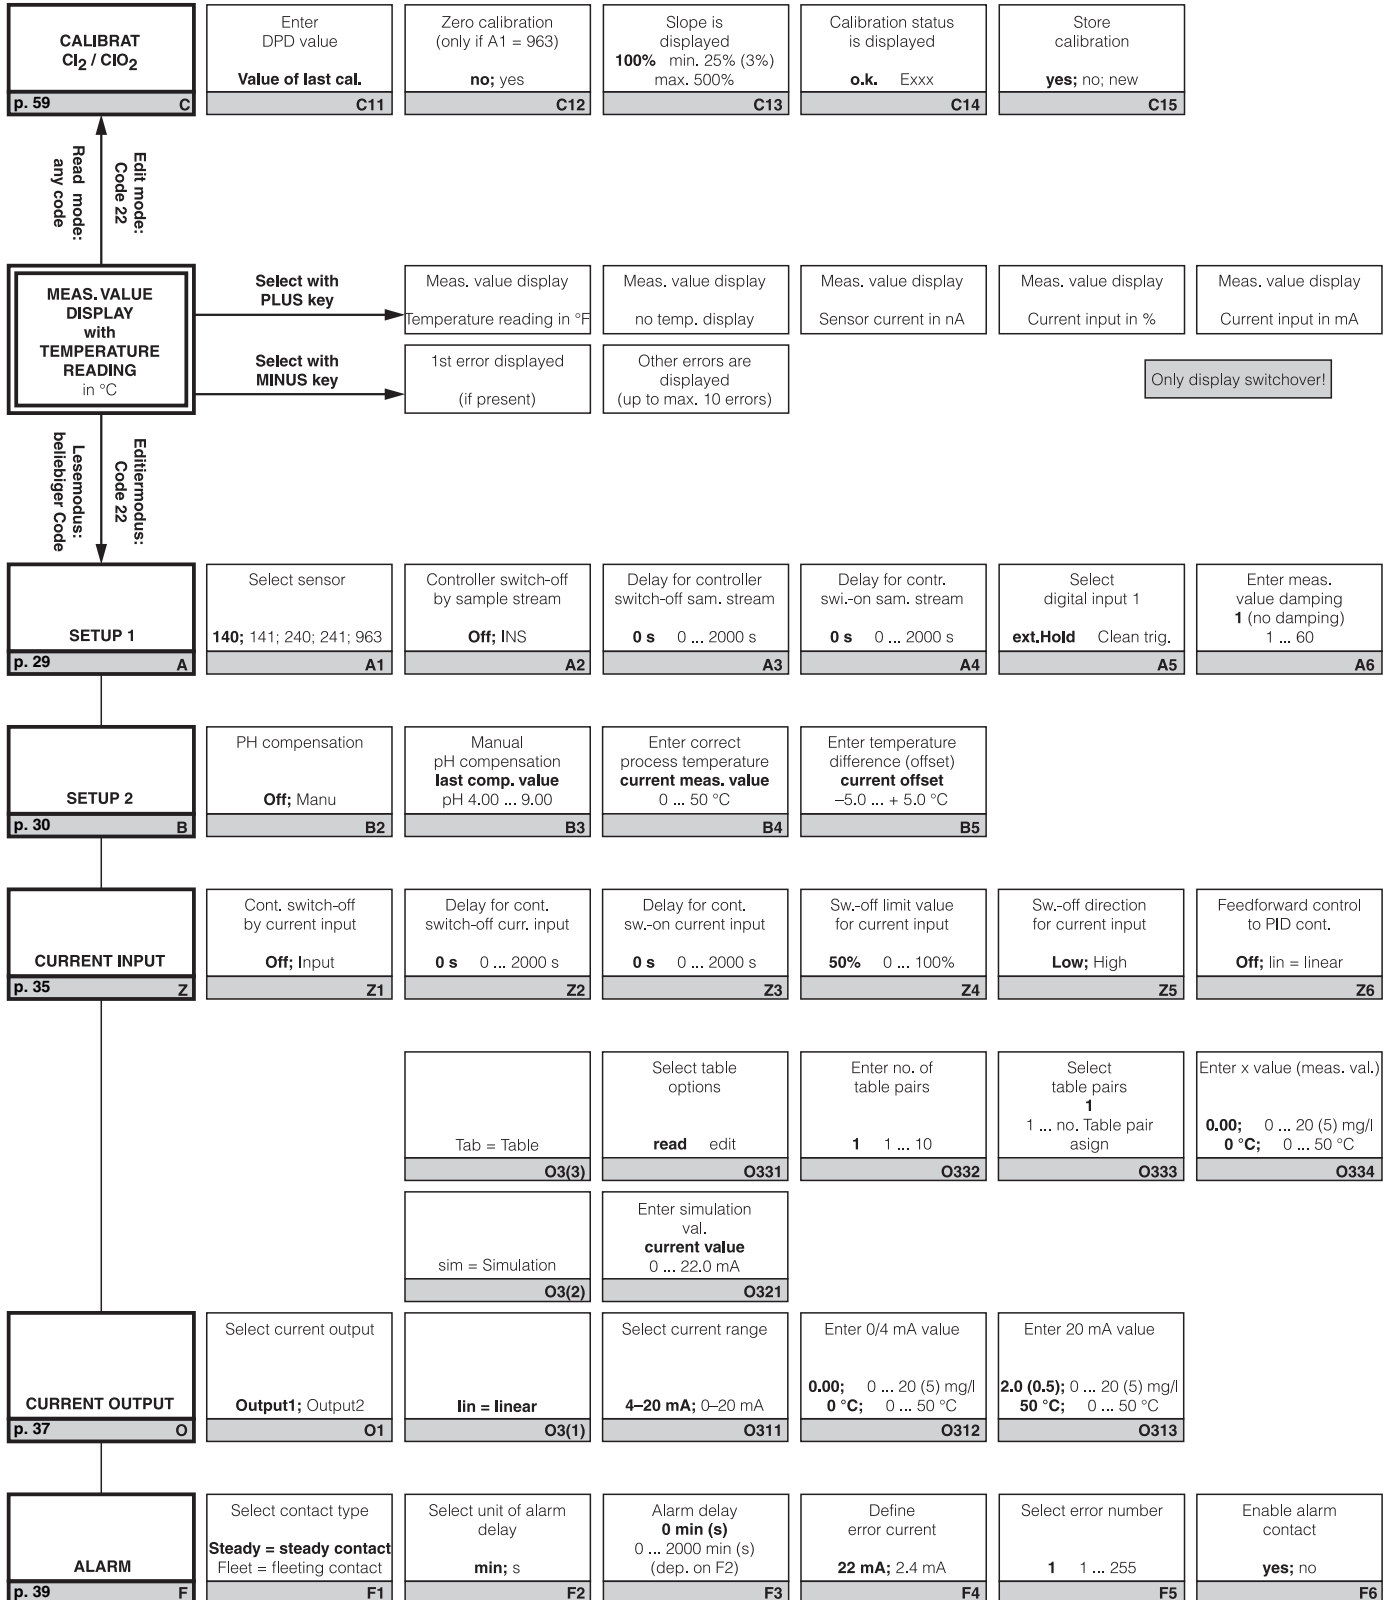 CALIBRAT
Cl2 / ClO2
p. 59 C
Enter
DPD value
Value of last cal.
C11
Zero calibration
(only if A1 = 963)
no; yes
C12
Slope is
displayed
100% min. 25% (3%)
max. 500%
C13
Calibration status
is displayed
o.k. Exxx
C14
Store
calibration
yes; no; new
C15
Read mode:
any code
Edit mode:
Code 22
MEAS. VALUE
DISPLAY
with
TEMPERATURE
READING
in °C
Select with
PLUS key
Meas. value display
Temperature reading in °F
Meas. value display
no temp. display
Meas. value display
Sensor current in nA
Meas. value display
Current input in %
Meas. value display
Current input in mA
Select with
MINUS key
1st error displayed
(if present)
Other errors are
displayed
(up to max. 10 errors)
Only display switchover!
Lesemodus:
beliebiger Code
Editiermodus:
Code 22
SETUP 1
p. 29 A
Select sensor
140; 141; 240; 241; 963
A1
Controller switch-off
by sample stream
Off; INS
A2
Delay for controller
switch-off sam. stream
0 s 0 ... 2000 s
A3
Delay for contr.
swi.-on sam. stream
0 s 0 ... 2000 s
A4
Select
digital input 1
ext.Hold Clean trig.
A5
Enter meas.
value damping
1 (no damping)
1 ... 60
A6
SETUP 2
p. 30 B
PH compensation
Off; Manu
B2
Manual
pH compensation
last comp. value
pH 4.00 ... 9.00
B3
Enter correct
process temperature
current meas. value
0 ... 50 °C
B4
Enter temperature
difference (offset)
current offset
–5.0 ... + 5.0 °C
B5
CURRENT INPUT
p. 35 Z
Cont. switch-off
by current input
Off; Input
Z1
Delay for cont.
switch-off curr. input
0 s 0 ... 2000 s
Z2
Delay for cont.
sw.-on current input
0 s 0 ... 2000 s
Z3
Sw.-off limit value
for current input
50% 0 ... 100%
Z4
Sw.-off direction
for current input
Low; High
Z5
Feedforward control
to PID cont.
Off; lin = linear
Z6
Tab = Table
O3(3)
Select table
options
read edit
O331
Enter no. of
table pairs
1 1 ... 10
O332
Select
table pairs
1
1 ... no. Table pair
asign
O333
Enter x value (meas. val.)
0.00; 0 ... 20 (5) mg/l
0 °C; 0 ... 50 °C
O334
sim = Simulation
O3(2)
Enter simulation
val.
current value
0 ... 22.0 mA
O321
CURRENT OUTPUT
p. 37 O
Select current output
Output1; Output2
O1
lin = linear
O3(1)
Select current range
4–20 mA; 0–20 mA
O311
Enter 0/4 mA value
0.00; 0 ... 20 (5) mg/l
0 °C; 0 ... 50 °C
O312
Enter 20 mA value
2.0 (0.5); 0 ... 20 (5) mg/l
50 °C; 0 ... 50 °C
O313
ALARM
p. 39 F
Select contact type
Steady = steady contact
Fleet = fleeting contact
F1
Select unit of alarm
delay
min; s
F2
Alarm delay
0 min (s)
0 ... 2000 min (s)
(dep. on F2)
F3
Define
error current
22 mA; 2.4 mA
F4
Select error number
1 1 ... 255
F5
Enable alarm
contact
yes; no
F6